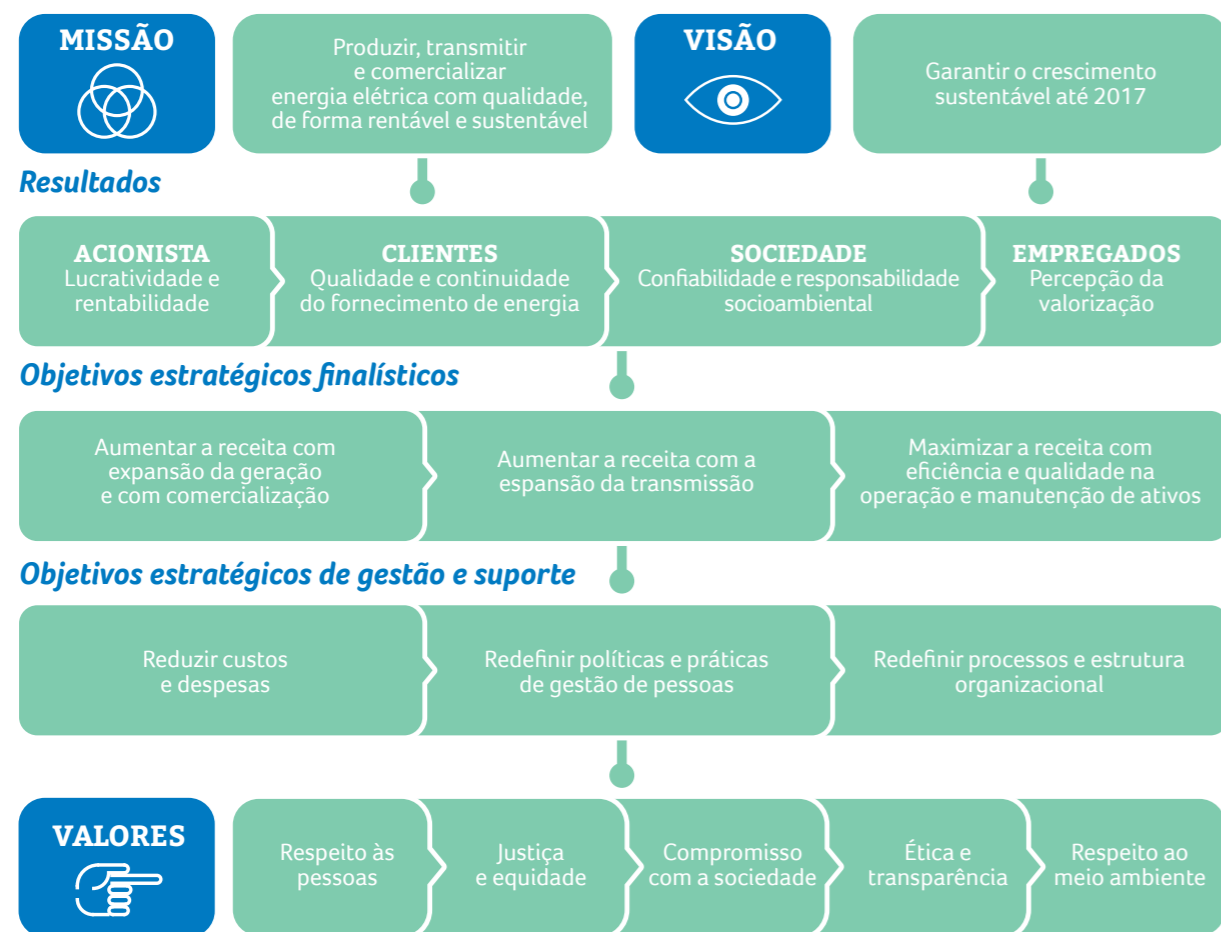 MISSÃO
Produzir, transmitir
e comercializar
energia elétrica com qualidade,
de forma rentável e sustentável
VISÃO
Garantir o crescimento
sustentável até 2017
Resultados
ACIONISTA
Lucratividade e
rentabilidade
CLIENTES
Qualidade e continuidade
do fornecimento de energia
SOCIEDADE
Confiabilidade e responsabilidade
socioambiental
EMPREGADOS
Percepção da
valorização
Objetivos estratégicos finalísticos
Aumentar a receita com
expansão da geração
e com comercialização
Aumentar a receita com a
espansão da transmissão
Maximizar a receita com
eficiência e qualidade na
operação e manutenção de ativos
Objetivos estratégicos de gestão e suporte
Reduzir custos
e despesas
Redefinir políticas e práticas
de gestão de pessoas
Redefinir processos e estrutura
organizacional
VALORES
Respeito às
pessoas
Justiça
e equidade
Compromisso
com a sociedade
Ética e
transparência
Respeito ao
meio ambiente